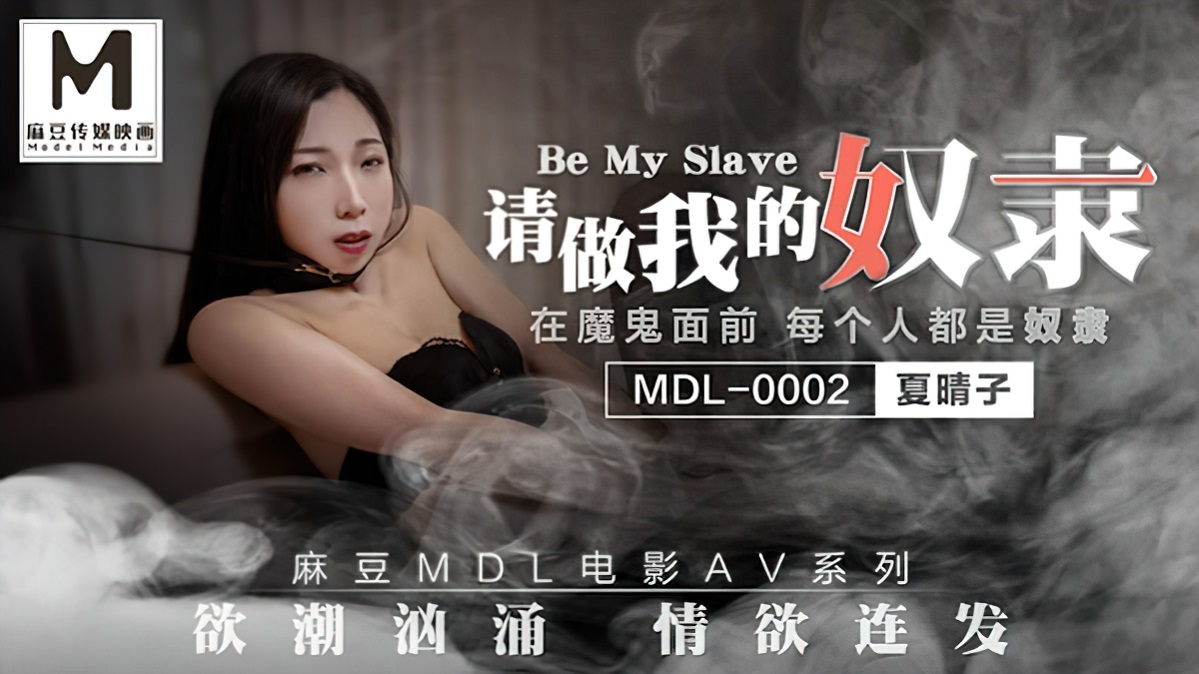 M
麻豆传媒映画
Model Media
Be My Slave
请做我的奴隶
在魔鬼面前 每个人都是奴隶
MDL-0002 夏晴子
麻豆MDL电影AV系列
欲潮汹涌 情欲连发